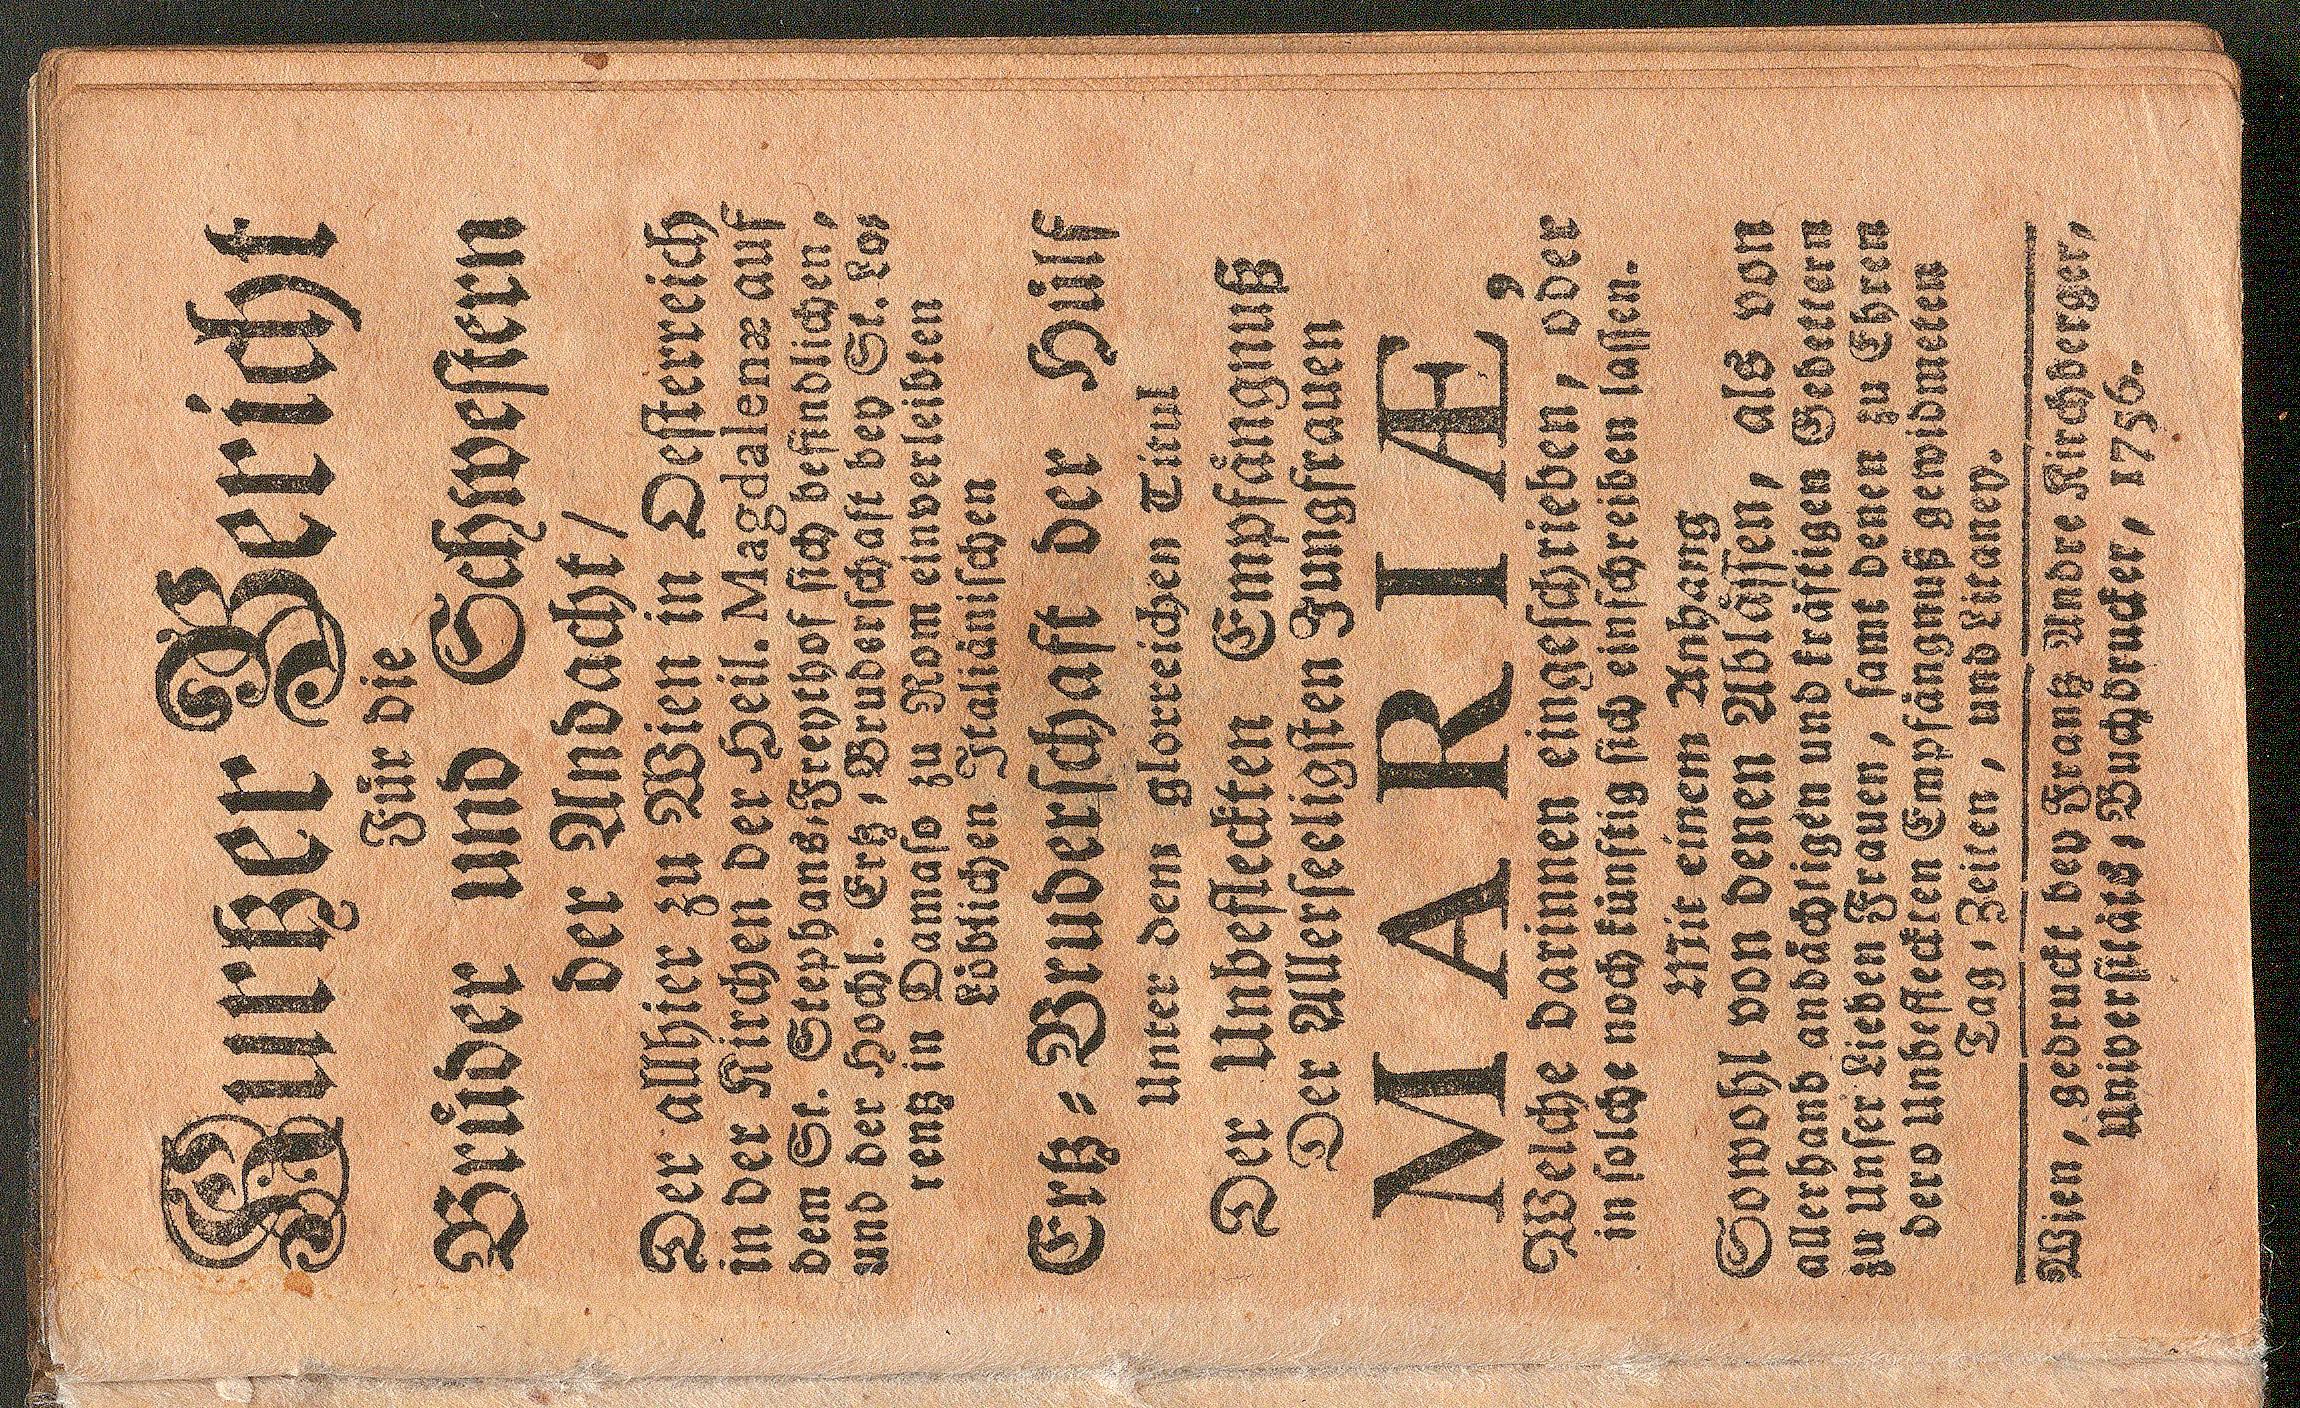 Kurtzer Bericht
Für die
Brüder und Schwestern
der Andacht/
Der allhier zu Wien in Oesterreich
in der Kirchen der Heil. Magdalenæ auf
dem St. Stephans-Freythof sich befindlichen,
und der Hochl. Ertz-Bruderschaft bey St. Lo-
rentz in Damaso zu Rom einverleibten
Löblichen Italiänischen
Ertz-Bruderschaft der Hülf
Unter dem glorreichen Titul
Der Unbefleckten Empfängnuß
Der Allerseeligsten Jungfrauen
MARIÆ,
Welche darinnen eingeschrieben, oder
in solche noch künftig sich einschreiben lassen.
Mit einem Anhang
Sowohl von denen Ablässen, als von
allerhand andächtigen und kräftigen Gebettern
zu Unser Lieben Frauen, samt denen zu Ehren
dero Unbefleckten Empfängnuß gewidmeten
Tag-Zeiten, und Litaney.
Wien, gedruckt bey Frantz Andre Kirchberger,
Universitäts-Buchdrucker, 1756.